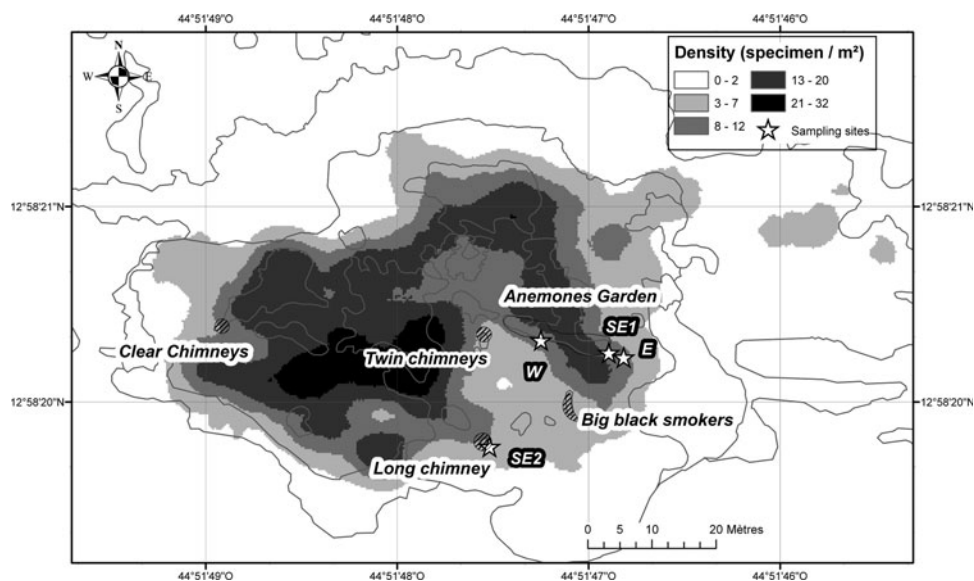 44°51'49"O 44°51'48"O 44°51'47"O 44°51'46"O
N
W E
S
Density (specimen / m²)
0 - 2 13 - 20
3 - 7 21 - 32
8 - 12 Sampling sites
12°58'21"N 12°58'21"N
Anemones Garden
SE1
Clear Chimneys Twin chimneys W E
12°58'20"N 12°58'20"N
Big black smokers
Long chimney SE2
0 5 10 20 Mètres
44°51'49"O 44°51'48"O 44°51'47"O 44°51'46"O